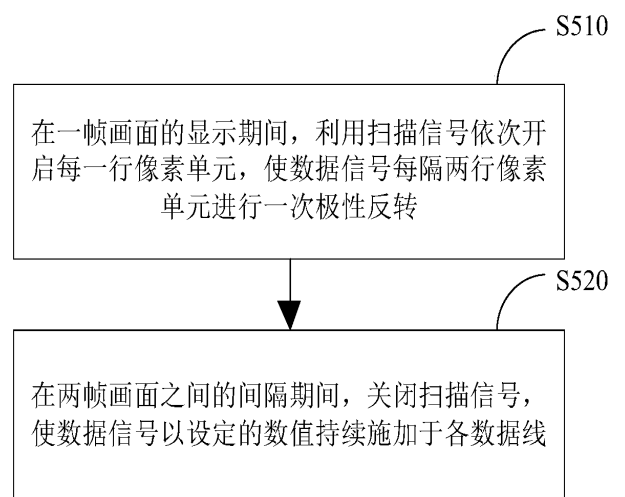 S510
在一帧画面的显示期间，利用扫描信号依次开
启每一行像素单元，使数据信号每隔两行像素
单元进行一次极性反转
S520
在两帧画面之间的间隔期间，关闭扫描信号，
使数据信号以设定的数值持续施加于各数据线